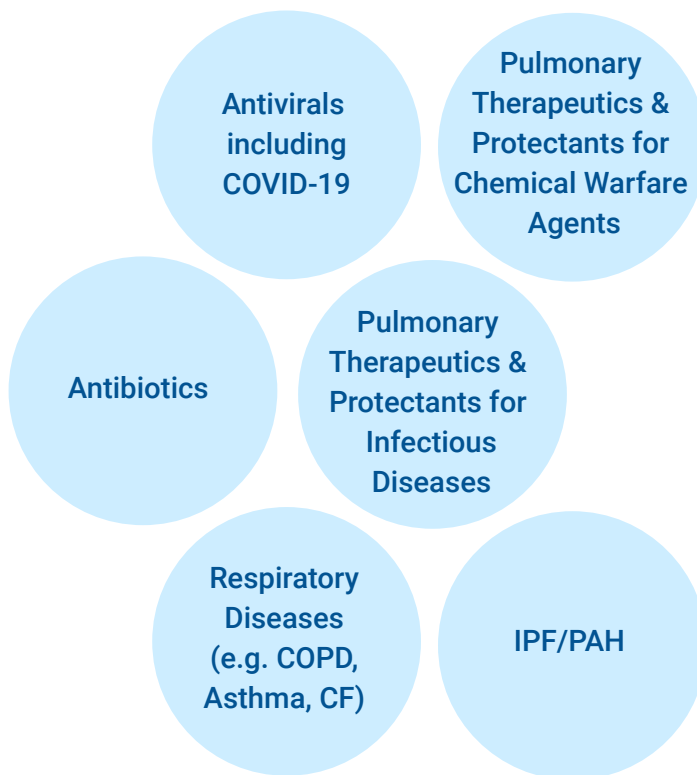 Antivirals
including
COVID-19
Pulmonary
Therapeutics &
Protectants for
Chemical Warfare
Agents
Antibiotics
Pulmonary
Therapeutics &
Protectants for
Infectious
Diseases
Respiratory
Diseases
(e.g. COPD,
Asthma, CF)
IPF/PAH